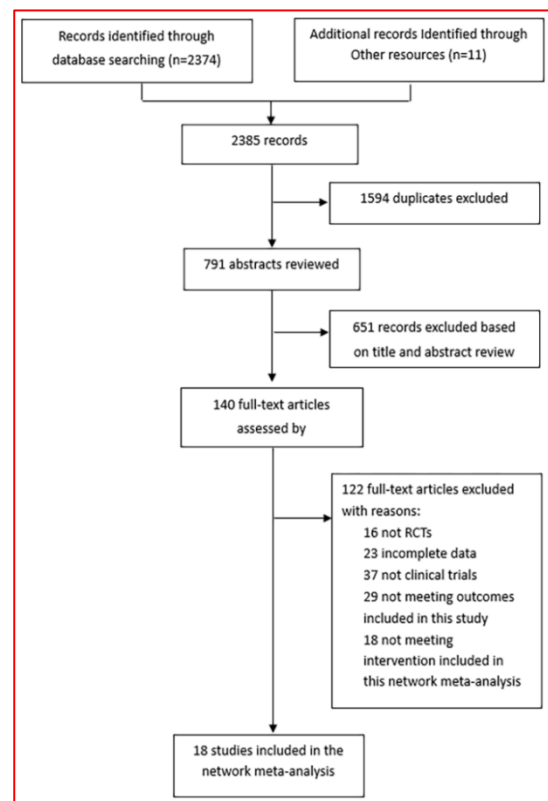 Records identified through
database searching (n=2374)
Additional records Identified through
Other resources (n=11)
2385 records
1594 duplicates excluded
791 abstracts reviewed
651 records excluded based
on title and abstract review
140 full-text articles
assessed by
122 full-text articles excluded
with reasons:
16 not RCTs
23 incomplete data
37 not clinical trials
29 not meeting outcomes
included in this study
18 not meeting
intervention included in
this network meta-analysis
18 studies included in the
network meta-analysis